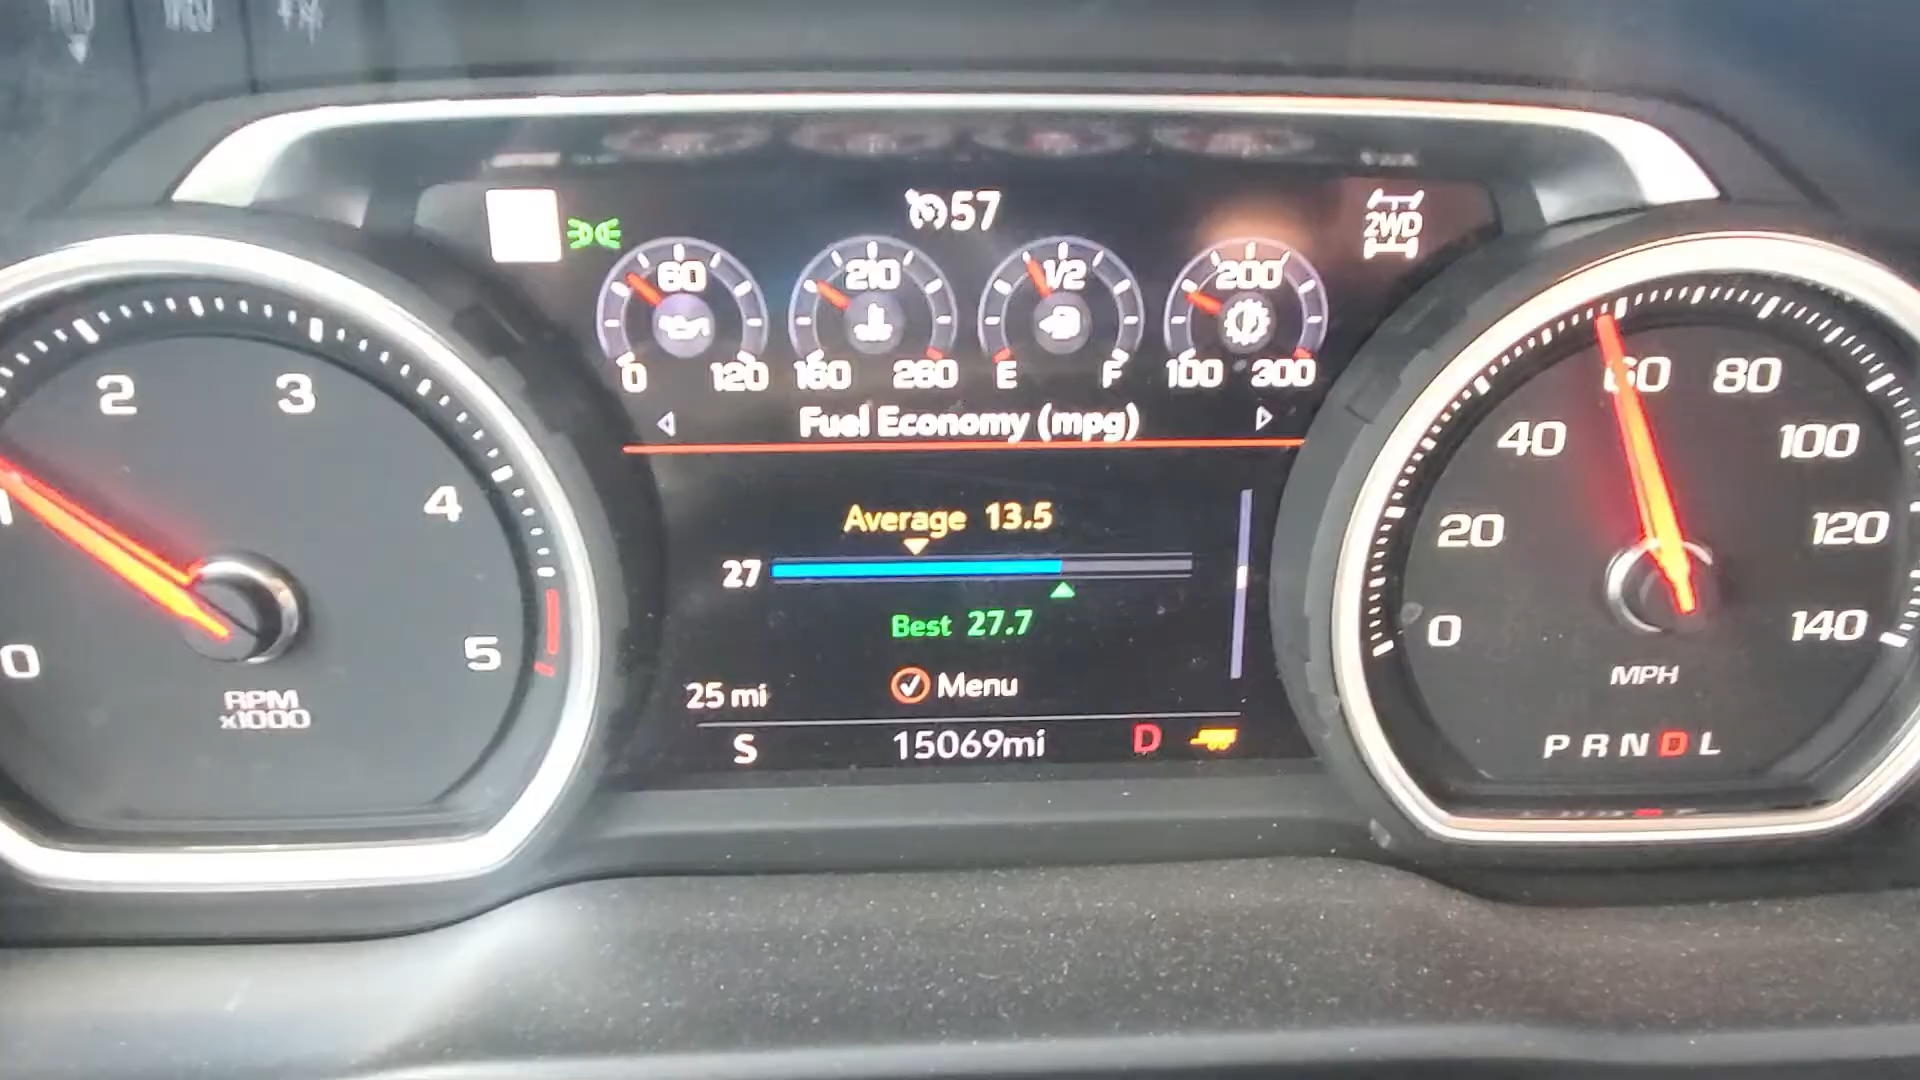 57
2WD
60
210
1/2
200
0 120
160 260
E F
100 300
Fuel Economy (mpg)
Average 13.5
27
Best 27.7
Menu
25 mi
S 15069mi D
0 1 2 3 4 5
RPM
x1000
0 20 40 60 80 100 120 140
MPH
P R N D L